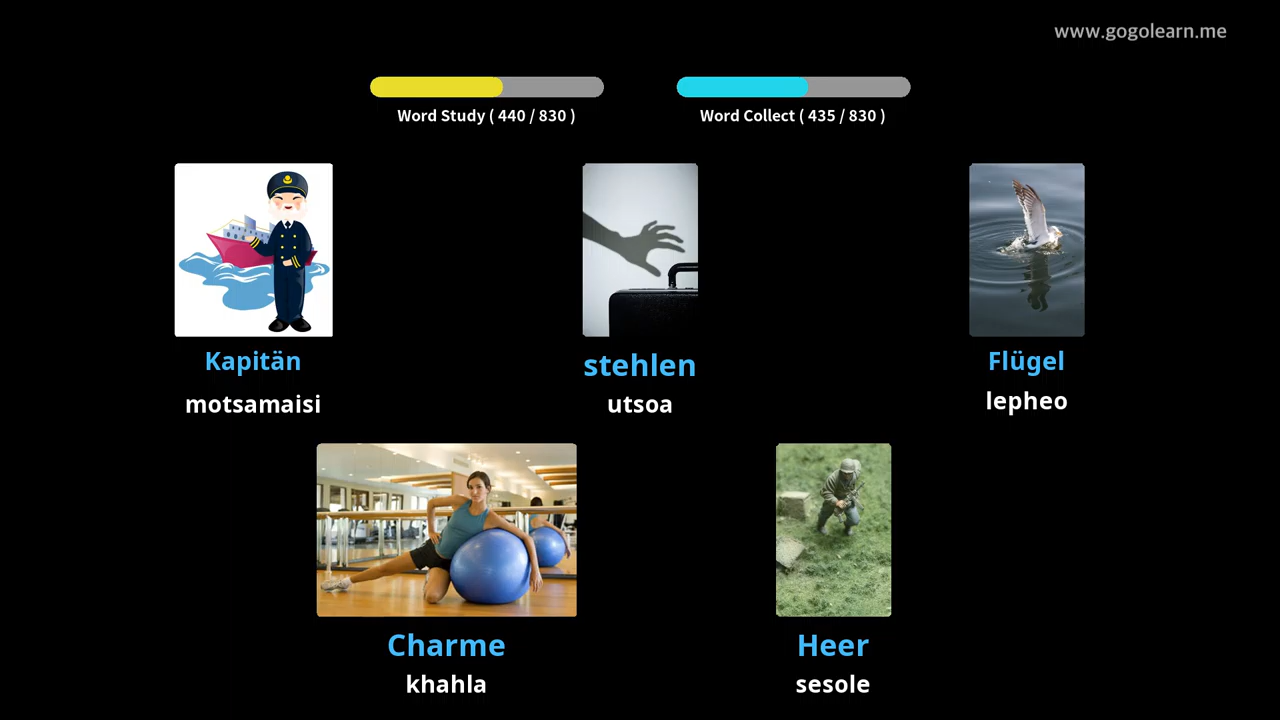 www.gogolearn.me
Word Study ( 440 / 830 )
Word Collect ( 435 / 830 )
Kapitän
motsamaisi
stehlen
utsoa
Flügel
lepheo
Charme
khahla
Heer
sesole